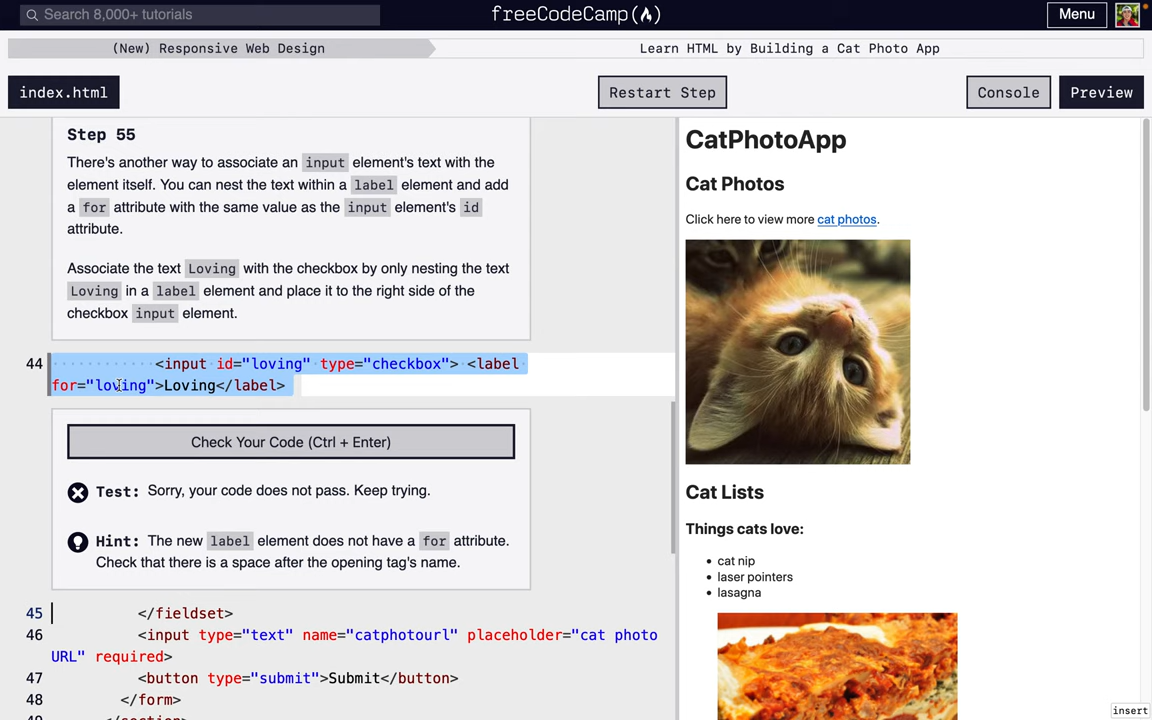 Search 8,000+ tutorials
freeCodeCamp
Menu
(New) Responsive Web Design
Learn HTML by Building a Cat Photo App
index.html
Restart Step
Console
Preview
Step 55
There's another way to associate an input element's text with the
element itself. You can nest the text within a label element and add
a for attribute with the same value as the input element's id
attribute.
Associate the text Loving with the checkbox by only nesting the text
Loving in a label element and place it to the right side of the
checkbox input element.
44 <input id="loving" type="checkbox"> <label
for="loving">Loving</label>
Check Your Code (Ctrl + Enter)
Test: Sorry, your code does not pass. Keep trying.
Hint: The new label element does not have a for attribute.
Check that there is a space after the opening tag's name.
45 </fieldset>
46 <input type="text" name="catphotourl" placeholder="cat photo
URL" required>
47 <button type="submit">Submit</button>
48 </form>
49 </section>
CatPhotoApp
Cat Photos
Click here to view more cat photos.
Cat Lists
Things cats love:
cat nip
laser pointers
lasagna
insert